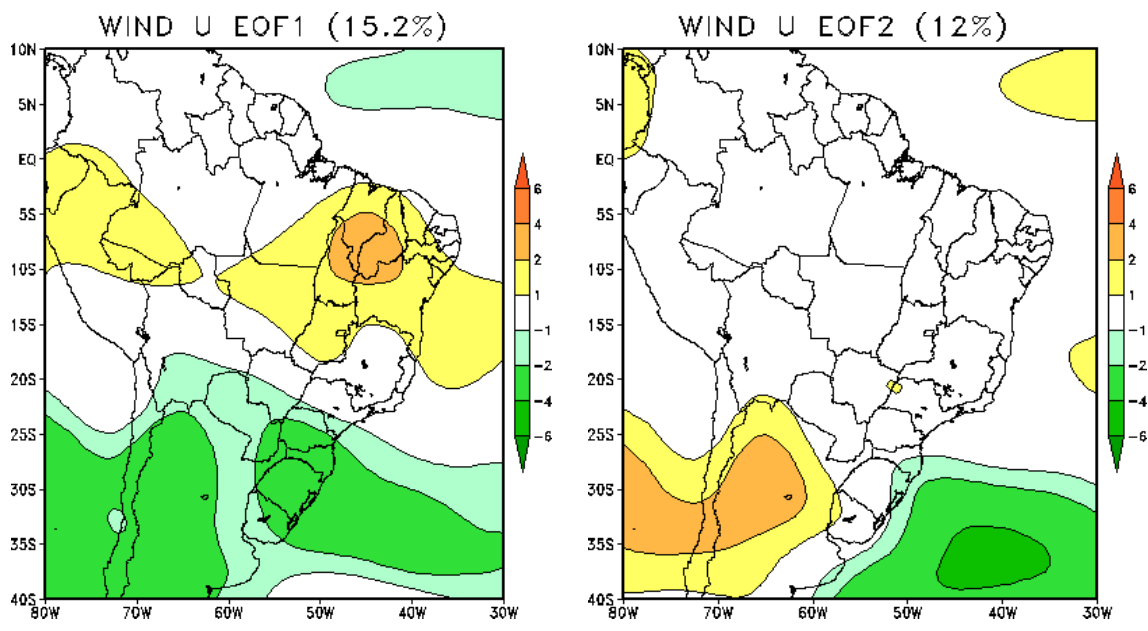 WIND U EOF1 (15.2%)
10N
5N
EQ
5S
10S
15S
20S
25S
30S
35S
40S
80W 70W 60W 50W 40W 30W
6
4
2
1
-1
-2
-4
-6
WIND U EOF2 (12%)
10N
5N
EQ
5S
10S
15S
20S
25S
30S
35S
40S
80W 70W 60W 50W 40W 30W
6
4
2
1
-1
-2
-4
-6